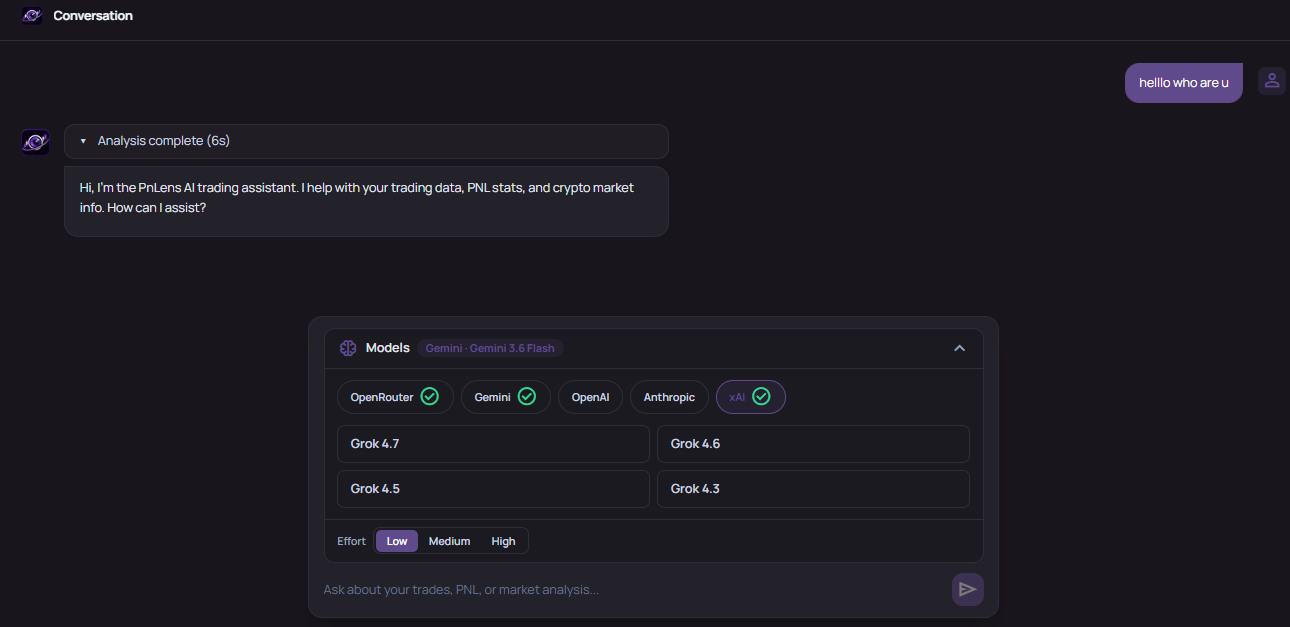 Conversation
helllo who are u
Analysis complete (6s)
Hi, I'm the PnLens AI trading assistant. I help with your trading data, PNL stats, and crypto market
info. How can I assist?
Models Gemini · Gemini 3.6 Flash
OpenRouter Gemini OpenAI Anthropic xAI
Grok 4.7 Grok 4.6
Grok 4.5 Grok 4.3
Effort Low Medium High
Ask about your trades, PNL, or market analysis...